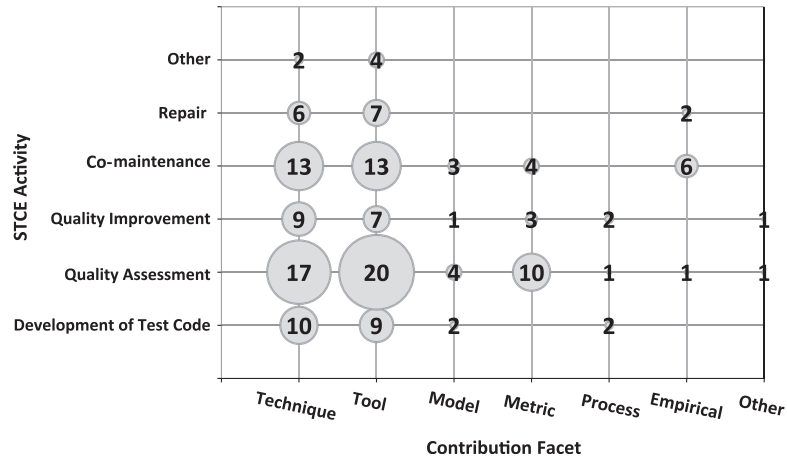 STCE Activity
Other 2 4
Repair 6 7 2
Co-maintenance 13 13 3 4 6
Quality Improvement 9 7 1 3 2 1
Quality Assessment 17 20 4 10 1 1 1
Development of Test Code 10 9 2 2
Technique Tool Model Metric Process Empirical Other
Contribution Facet